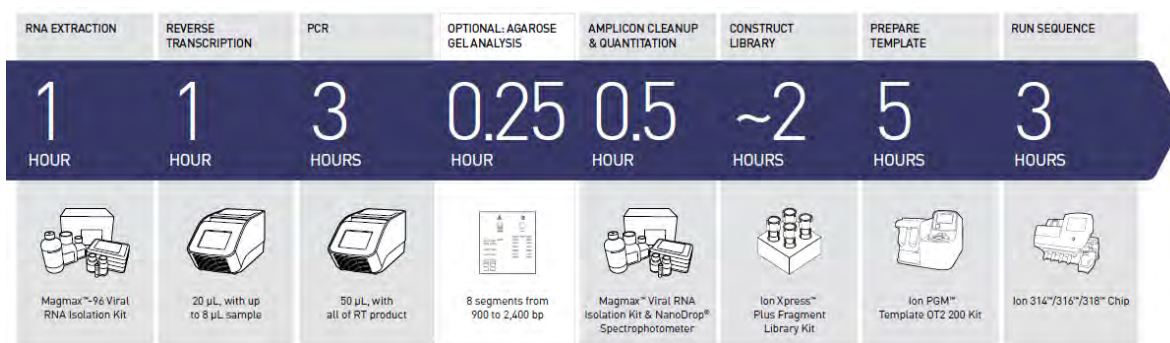 RNA EXTRACTION
REVERSE
TRANSCRIPTION
PCR
OPTIONAL: AGAROSE
GEL ANALYSIS
AMPLICON CLEANUP
& QUANTITATION
CONSTRUCT
LIBRARY
PREPARE
TEMPLATE
RUN SEQUENCE
1
HOUR
1
HOUR
3
HOURS
0.25
HOUR
0.5
HOUR
~2
HOURS
5
HOURS
3
HOURS
Magmax™-96 Viral
RNA Isolation Kit
20 µL, with up
to 8 µL sample
50 µL, with
all of RT product
8 segments from
900 to 2,400 bp
Magmax™ Viral RNA
Isolation Kit & NanoDrop®
Spectrophotometer
Ion Xpress™
Plus Fragment
Library Kit
Ion PGM™
Template OT2 200 Kit
Ion 314™/316™/318™ Chip